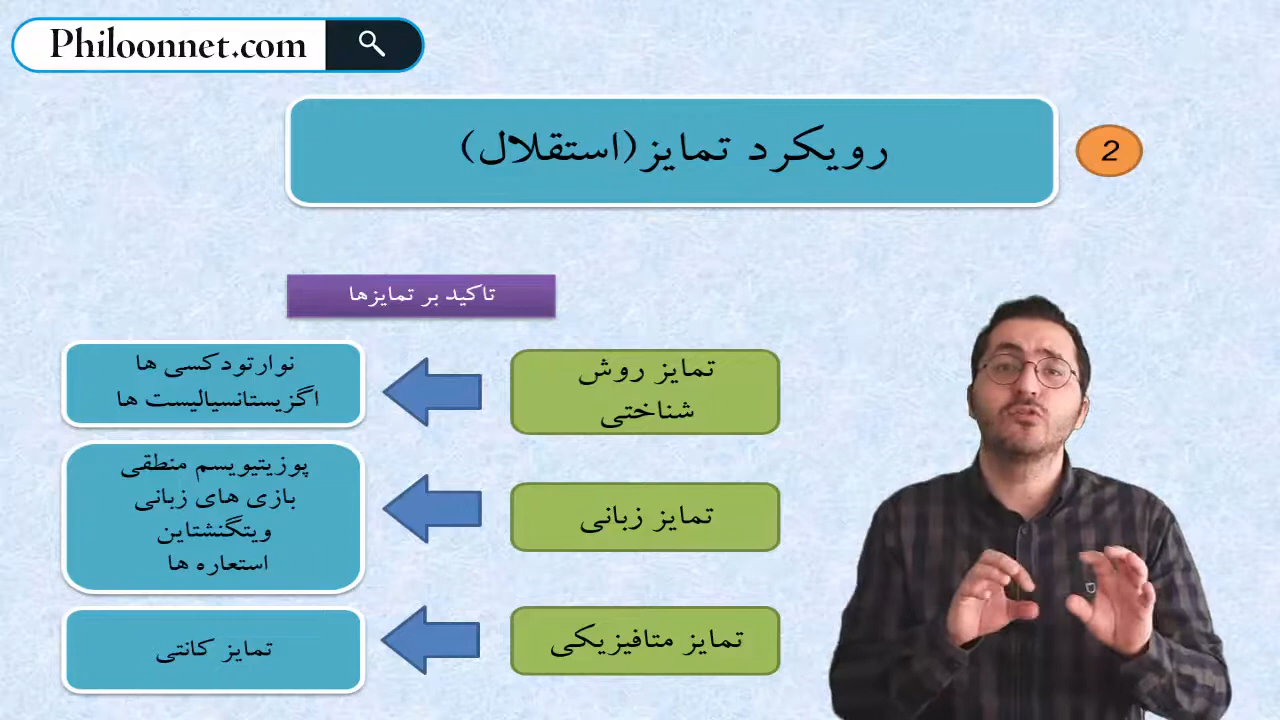 Philoonnet.com
رویکرد تمایز(استقلال)
2
تاکید بر تمایزها
تمایز روش
شناختی
نوارتودکسی ها
اگزیستانسیالیست ها
تمایز زبانی
پوزیتیویسم منطقی
بازی های زبانی
ویتگنشتاین
استعاره ها
تمایز متافیزیکی
تمایز کانتی